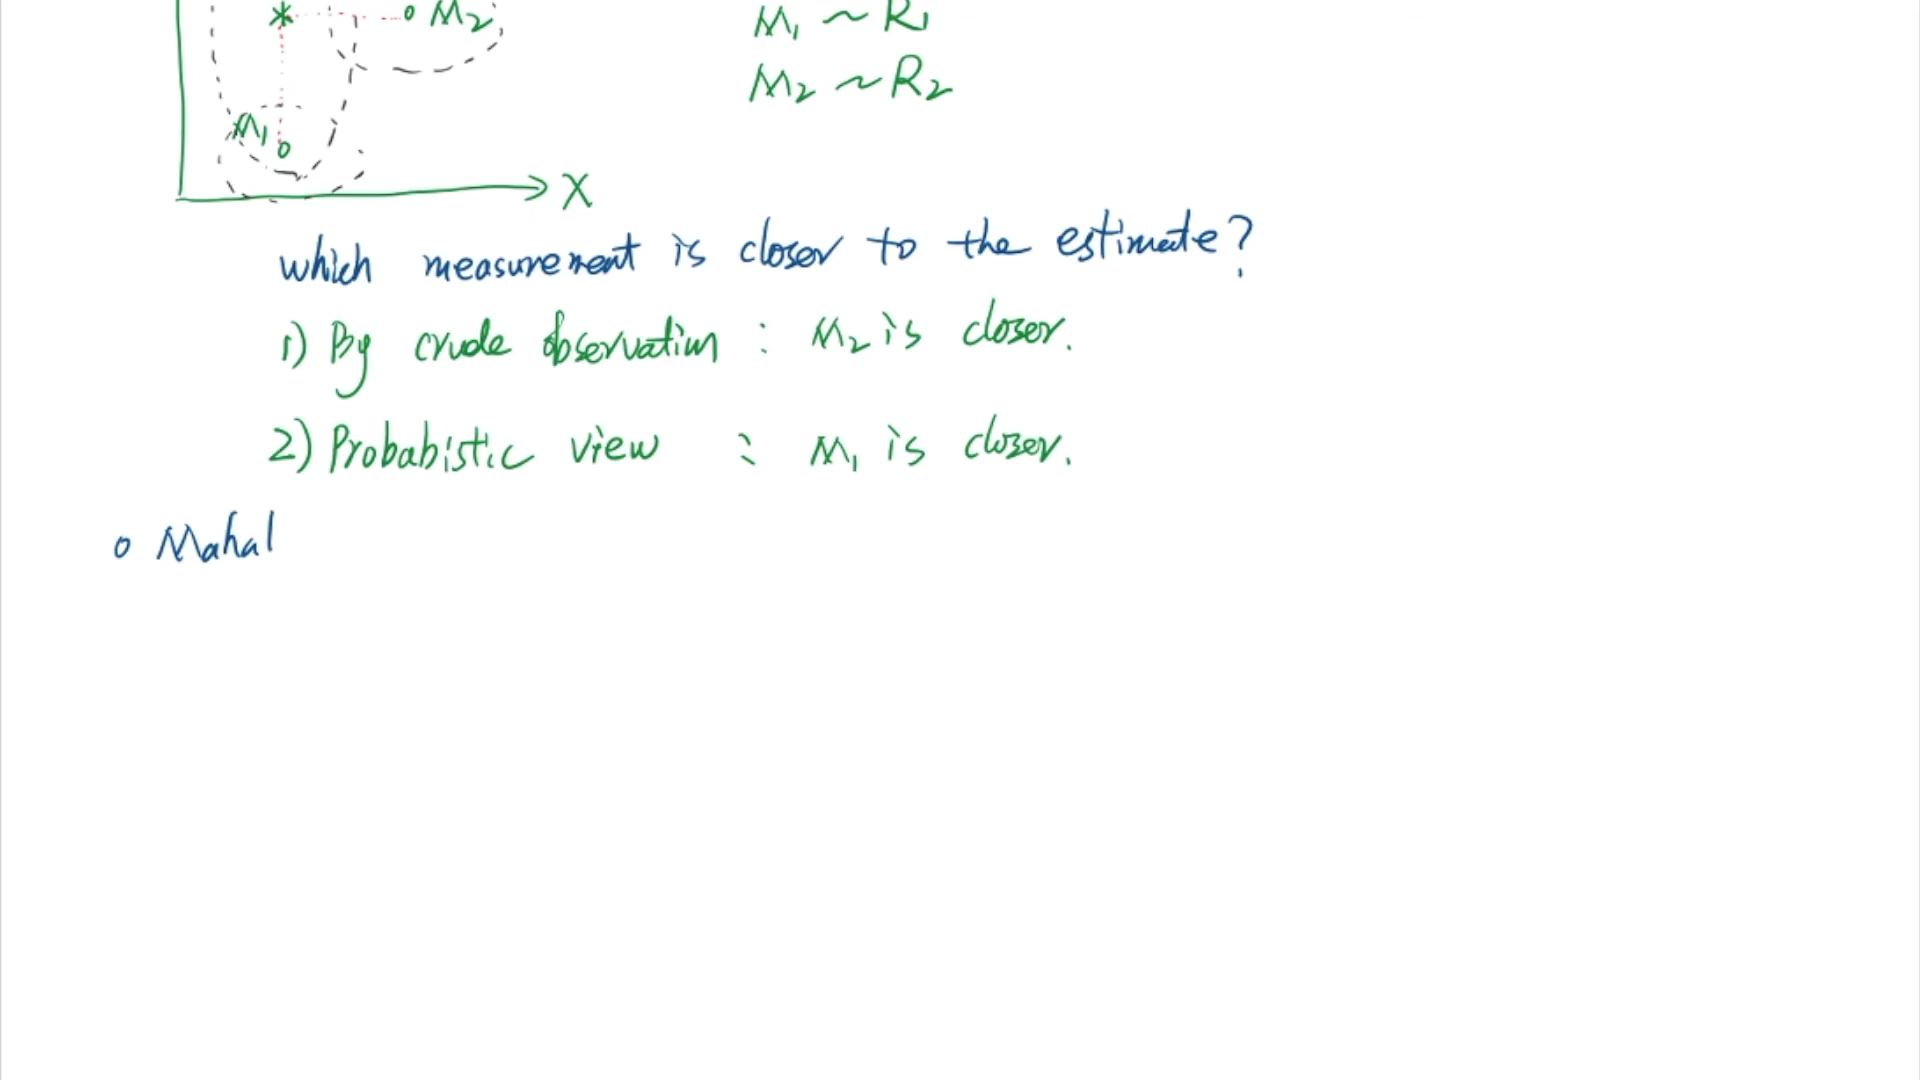 * o M₂ M₁ ~ R₁
M₂ ~ R₂
M₁ o
X
which measurement is closer to the estimate?
1) By crude observation : M₂ is closer.
2) Probabistic view : M₁ is closer.
o Mahal